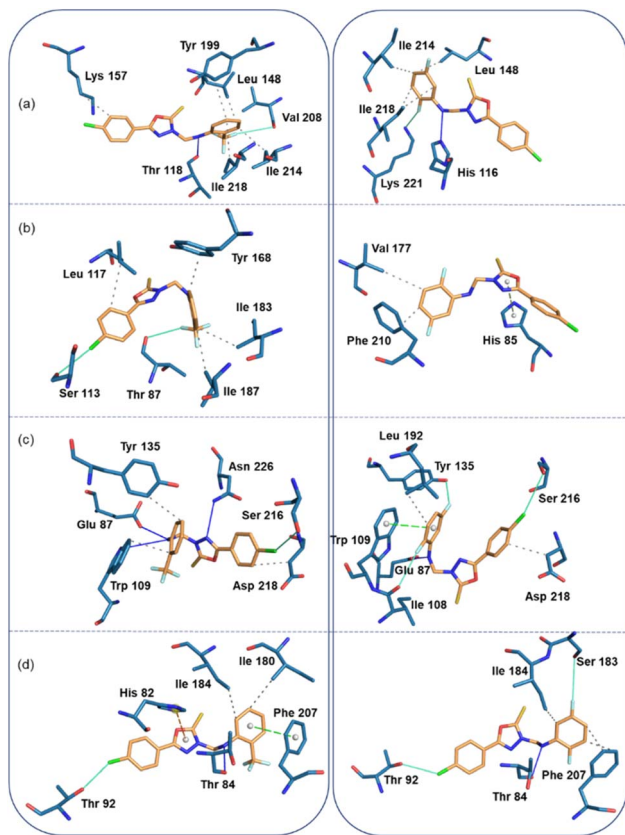 (a)
Lys 157
Tyr 199
Leu 148
Val 208
Thr 118
Ile 218
Ile 214
Ile 214
Leu 148
Ile 218
Lys 221
His 116
(b)
Leu 117
Tyr 168
Ile 183
Ser 113
Thr 87
Ile 187
Val 177
Phe 210
His 85
(c)
Tyr 135
Asn 226
Glu 87
Ser 216
Trp 109
Asp 218
Leu 192
Tyr 135
Ser 216
Trp 109
Glu 87
Ile 108
Asp 218
(d)
Ile 180
Ile 184
His 82
Phe 207
Thr 84
Thr 92
Ser 183
Ile 184
Thr 92
Thr 84
Phe 207